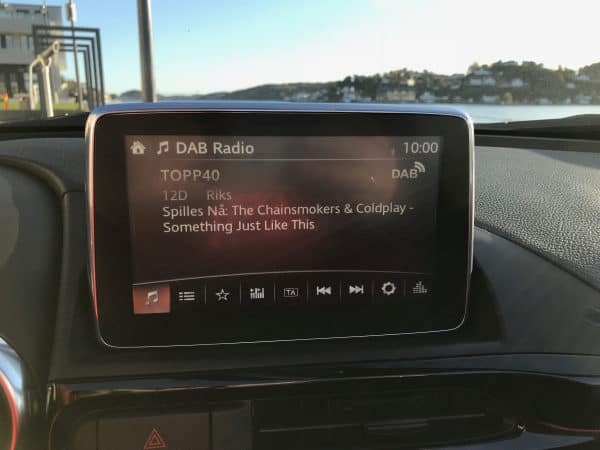 DAB Radio 10:00
TOPP40 DAB
12D Riks
Spilles Nå: The Chainsmokers & Coldplay -
Something Just Like This
TA